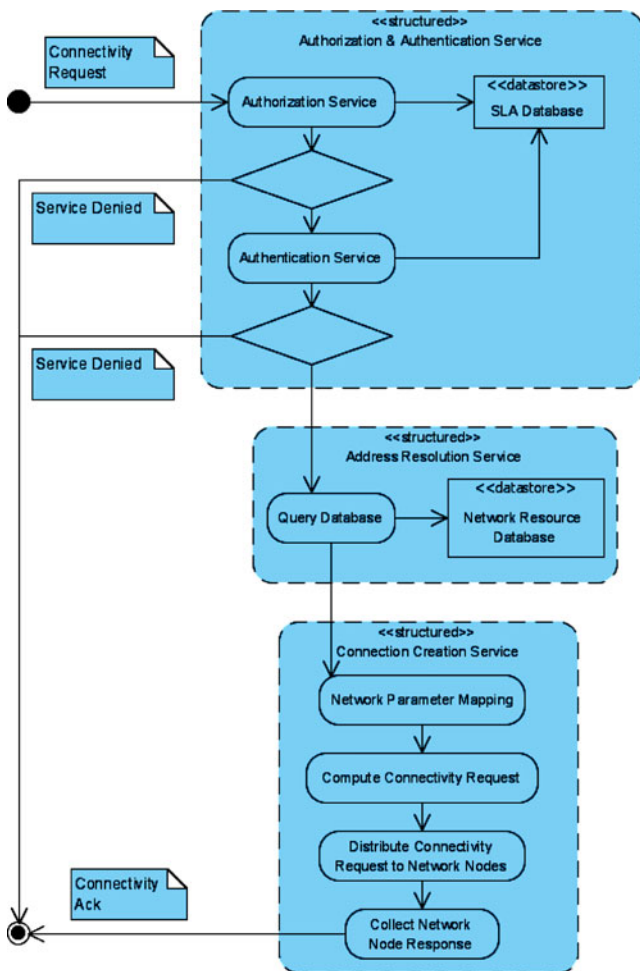 Connectivity
Request
<<structured>>
Authorization & Authentication Service
Authorization Service
<<datastore>>
SLA Database
Service Denied
Authentication Service
Service Denied
<<structured>>
Address Resolution Service
Query Database
<<datastore>>
Network Resource
Database
<<structured>>
Connection Creation Service
Network Parameter Mapping
Compute Connectivity Request
Distribute Connectivity
Request to Network Nodes
Connectivity
Ack
Collect Network
Node Response